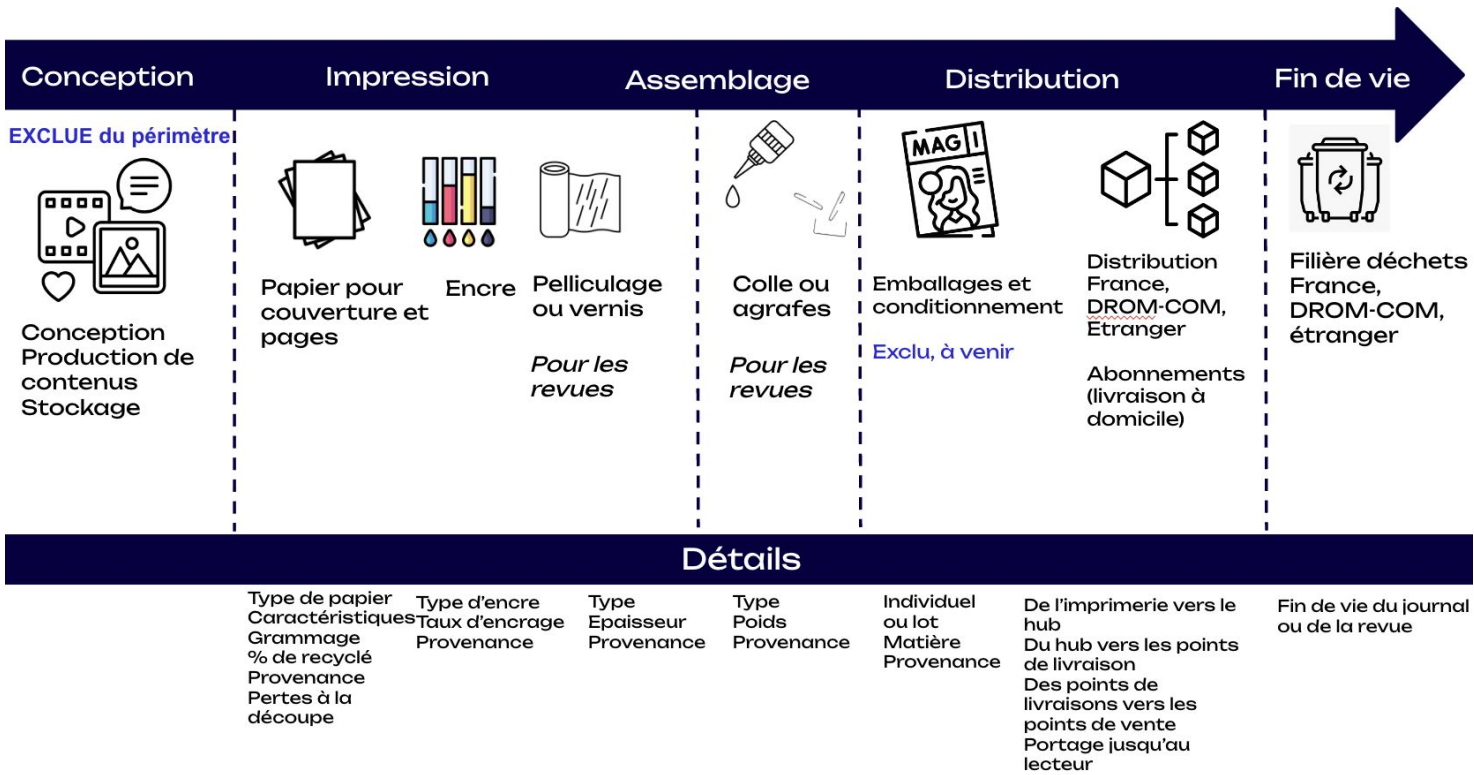 Conception
Impression
Assemblage
Distribution
Fin de vie
EXCLUE du périmètre
Conception
Production de
contenus
Stockage
Papier pour
couverture et
pages
Encre
Pelliculage
ou vernis
Pour les
revues
Colle ou
agrafes
Pour les
revues
MAG
Emballages et
conditionnement
Exclu, à venir
Distribution
France,
DROM-COM,
Etranger
Abonnements
(livraison à
domicile)
Filière déchets
France,
DROM-COM,
étranger
Détails
Type de papier
Caractéristiques
Grammage
% de recyclé
Provenance
Pertes à la
découpe
Type d'encre
Taux d'encrage
Provenance
Type
Epaisseur
Provenance
Type
Poids
Provenance
Individuel
ou lot
Matière
Provenance
De l'imprimerie vers le
hub
Du hub vers les points
de livraison
Des points de
livraisons vers les
points de vente
Portage jusqu'au
lecteur
Fin de vie du journal
ou de la revue